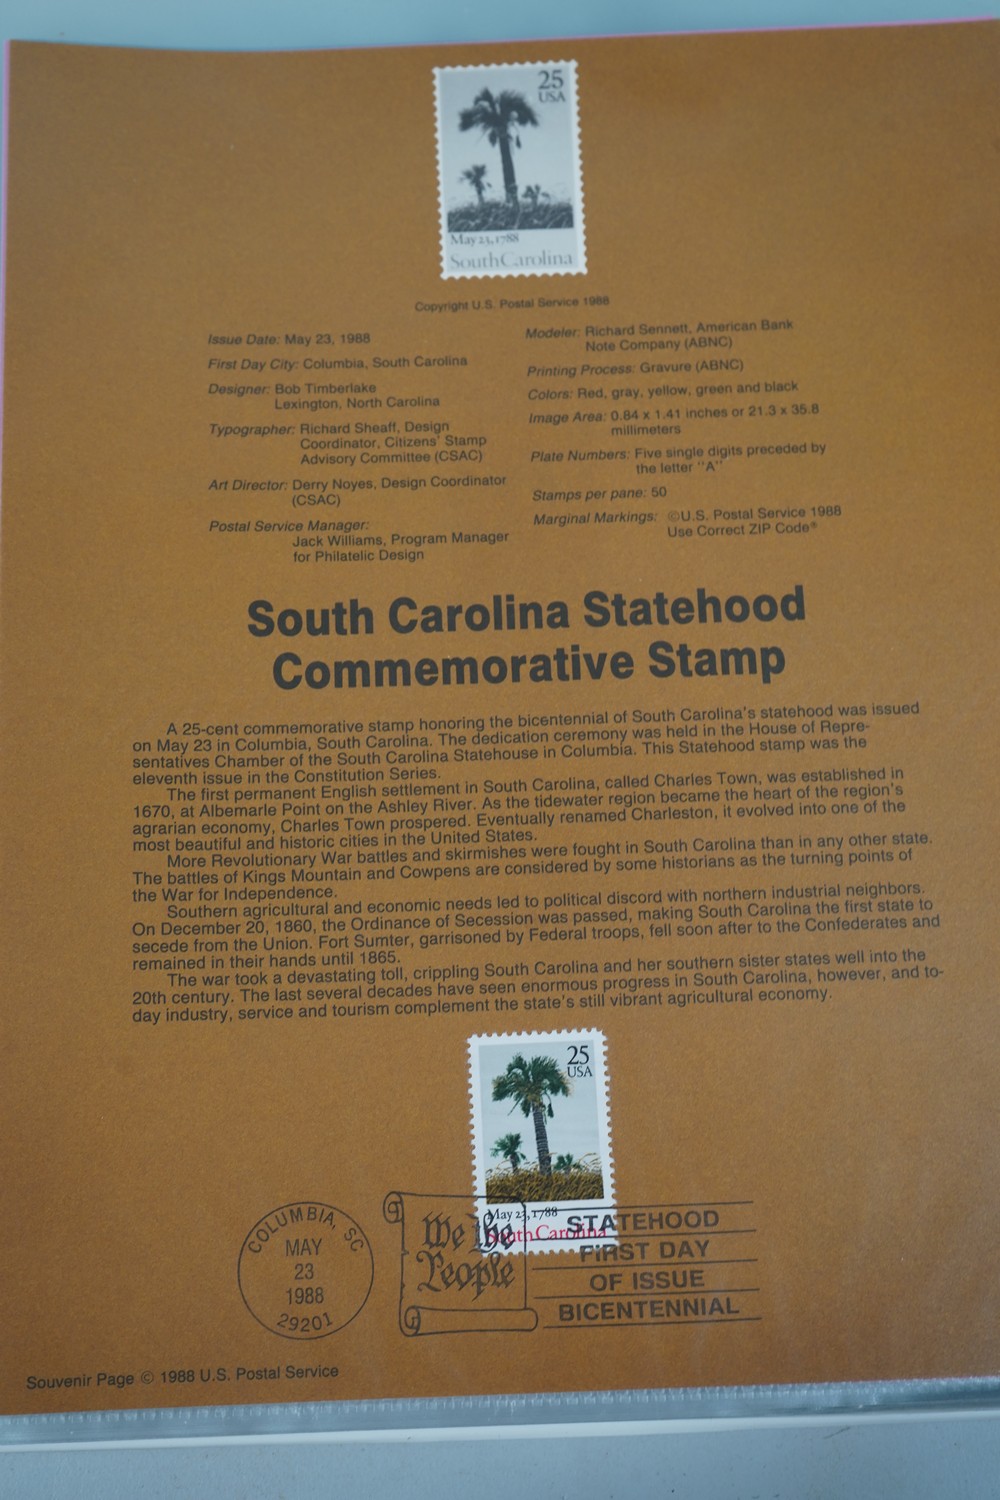 25
USA
May 23, 1788
South Carolina
Copyright U.S. Postal Service 1988
Issue Date: May 23, 1988
First Day City: Columbia, South Carolina
Designer: Bob Timberlake
Lexington, North Carolina
Typographer: Richard Sheaff, Design
Coordinator, Citizens' Stamp
Advisory Committee (CSAC)
Art Director: Derry Noyes, Design Coordinator
(CSAC)
Postal Service Manager:
Jack Williams, Program Manager
for Philatelic Design
Modeler: Richard Sennett, American Bank
Note Company (ABNC)
Printing Process: Gravure (ABNC)
Colors: Red, gray, yellow, green and black
Image Area: 0.84 x 1.41 inches or 21.3 x 35.8
millimeters
Plate Numbers: Five single digits preceded by
the letter "A"
Stamps per pane: 50
Marginal Markings: ©U.S. Postal Service 1988
Use Correct ZIP Code®
South Carolina Statehood
Commemorative Stamp
A 25-cent commemorative stamp honoring the bicentennial of South Carolina's statehood was issued
on May 23 in Columbia, South Carolina. The dedication ceremony was held in the House of Repre-
sentatives Chamber of the South Carolina Statehouse in Columbia. This Statehood stamp was the
eleventh issue in the Constitution Series.
The first permanent English settlement in South Carolina, called Charles Town, was established in
1670, at Albemarle Point on the Ashley River. As the tidewater region became the heart of the region's
agrarian economy, Charles Town prospered. Eventually renamed Charleston, it evolved into one of the
most beautiful and historic cities in the United States.
More Revolutionary War battles and skirmishes were fought in South Carolina than in any other state.
The battles of Kings Mountain and Cowpens are considered by some historians as the turning points of
the War for Independence.
Southern agricultural and economic needs led to political discord with northern industrial neighbors.
On December 20, 1860, the Ordinance of Secession was passed, making South Carolina the first state to
secede from the Union. Fort Sumter, garrisoned by Federal troops, fell soon after to the Confederates and
remained in their hands until 1865.
The war took a devastating toll, crippling South Carolina and her southern sister states well into the
20th century. The last several decades have seen enormous progress in South Carolina, however, and to-
day industry, service and tourism complement the state's still vibrant agricultural economy.
25
USA
May 23, 1788
South Carolina
COLUMBIA, SC
MAY
23
1988
29201
We the
People
STATEHOOD
FIRST DAY
OF ISSUE
BICENTENNIAL
Souvenir Page © 1988 U.S. Postal Service